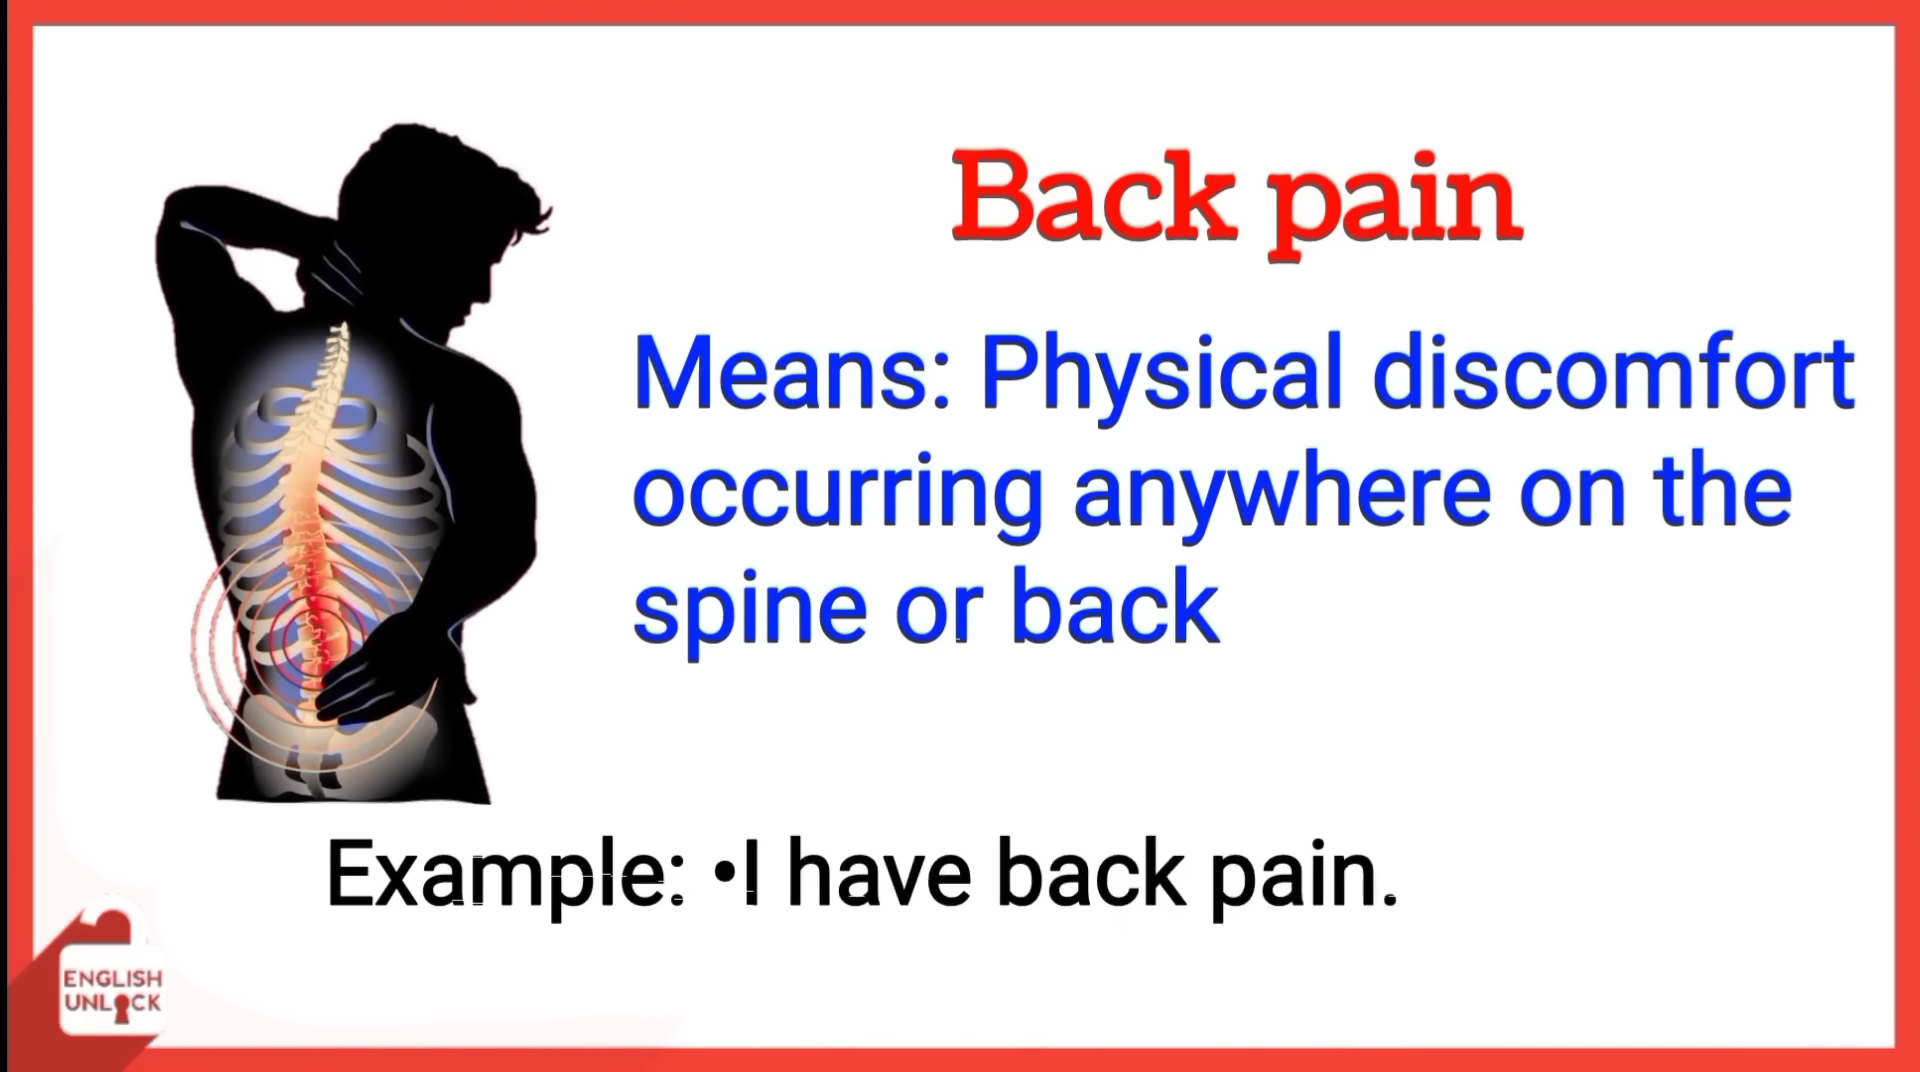 Back pain
Means: Physical discomfort
occurring anywhere on the
spine or back
Example: •I have back pain.
ENGLISH
UNLOCK